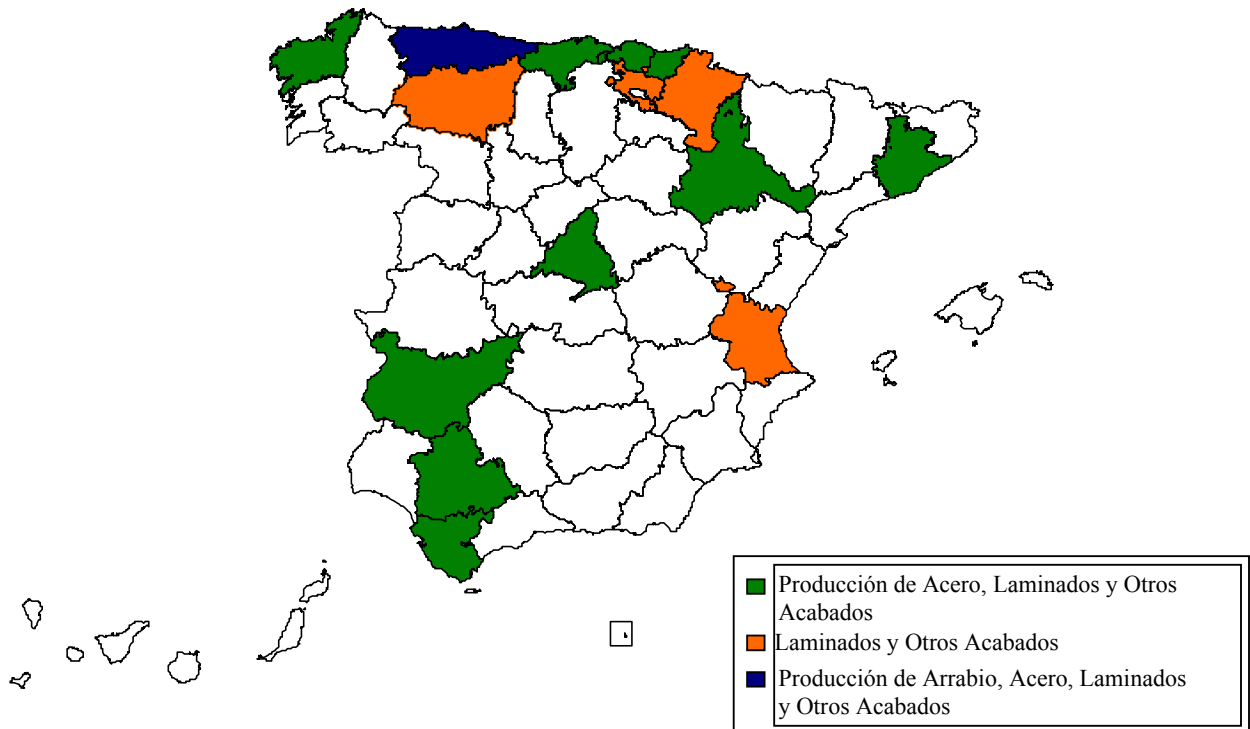 Producción de Acero, Laminados y Otros
Acabados
Laminados y Otros Acabados
Producción de Arrabio, Acero, Laminados
y Otros Acabados